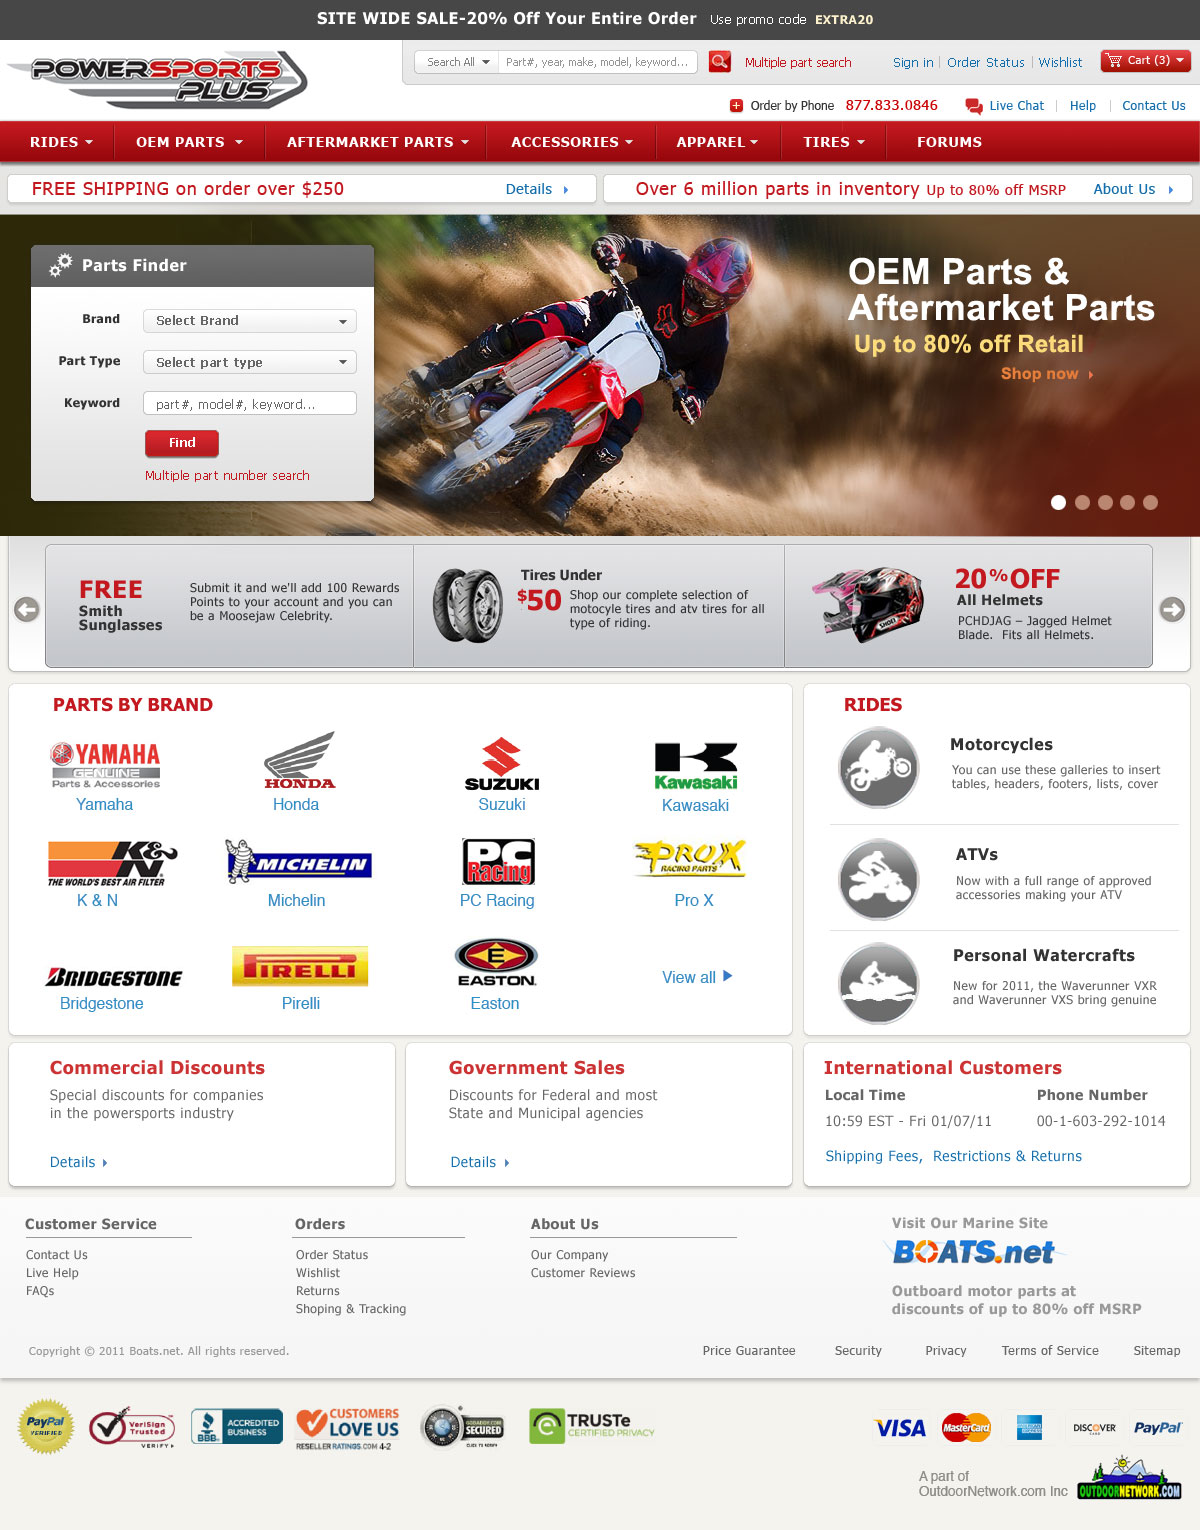 SITE WIDE SALE-20% Off Your Entire Order Use promo code EXTRA20
POWERSPORTS
PLUS
Search All Part#, year, make, model, keyword... Multiple part search Sign in Order Status Wishlist Cart (3)
Order by Phone 877.833.0846 Live Chat Help Contact Us
RIDES OEM PARTS AFTERMARKET PARTS ACCESSORIES APPAREL TIRES FORUMS
FREE SHIPPING on order over $250 Details
Over 6 million parts in inventory Up to 80% off MSRP About Us
Parts Finder
Brand Select Brand
Part Type Select part type
Keyword part#, model#, keyword...
Find
Multiple part number search
OEM Parts &
Aftermarket Parts
Up to 80% off Retail
Shop now
FREE
Smith
Sunglasses
Submit it and we'll add 100 Rewards
Points to your account and you can
be a Moosejaw Celebrity.
Tires Under
$50
Shop our complete selection of
motocyle tires and atv tires for all
type of riding.
20%OFF
All Helmets
PCHDJAG – Jagged Helmet
Blade. Fits all Helmets.
PARTS BY BRAND
YAMAHA
GENUINE
Parts & Accessories
Yamaha
HONDA
Honda
SUZUKI
Suzuki
Kawasaki
Kawasaki
K&N
THE WORLD'S BEST AIR FILTER
K & N
MICHELIN
Michelin
PC
Racing
PC Racing
PROX
RACING PARTS
Pro X
BRIDGESTONE
Bridgestone
PIRELLI
Pirelli
E
EASTON
Easton
View all
RIDES
Motorcycles
You can use these galleries to insert
tables, headers, footers, lists, cover
ATVs
Now with a full range of approved
accessories making your ATV
Personal Watercrafts
New for 2011, the Waverunner VXR
and Waverunner VXS bring genuine
Commercial Discounts
Special discounts for companies
in the powersports industry
Details
Government Sales
Discounts for Federal and most
State and Municipal agencies
Details
International Customers
Local Time Phone Number
10:59 EST - Fri 01/07/11 00-1-603-292-1014
Shipping Fees, Restrictions & Returns
Customer Service
Contact Us
Live Help
FAQs
Orders
Order Status
Wishlist
Returns
Shoping & Tracking
About Us
Our Company
Customer Reviews
Visit Our Marine Site
BOATS.net
Outboard motor parts at
discounts of up to 80% off MSRP
Copyright © 2011 Boats.net. All rights reserved.
Price Guarantee Security Privacy Terms of Service Sitemap
PayPal
VERIFIED
VeriSign
Trusted
VERIFY
BBB
ACCREDITED
BUSINESS
CUSTOMERS
LOVE US
RESELLERRATINGS.COM 4-2
GODADDY.COM
SECURED
CLICK TO VERIFY
TRUSTe
CERTIFIED PRIVACY
VISA
MasterCard
AMERICAN EXPRESS
DISCOVER
PayPal
A part of
OutdoorNetwork.com Inc
OUTDOORNETWORK.COM